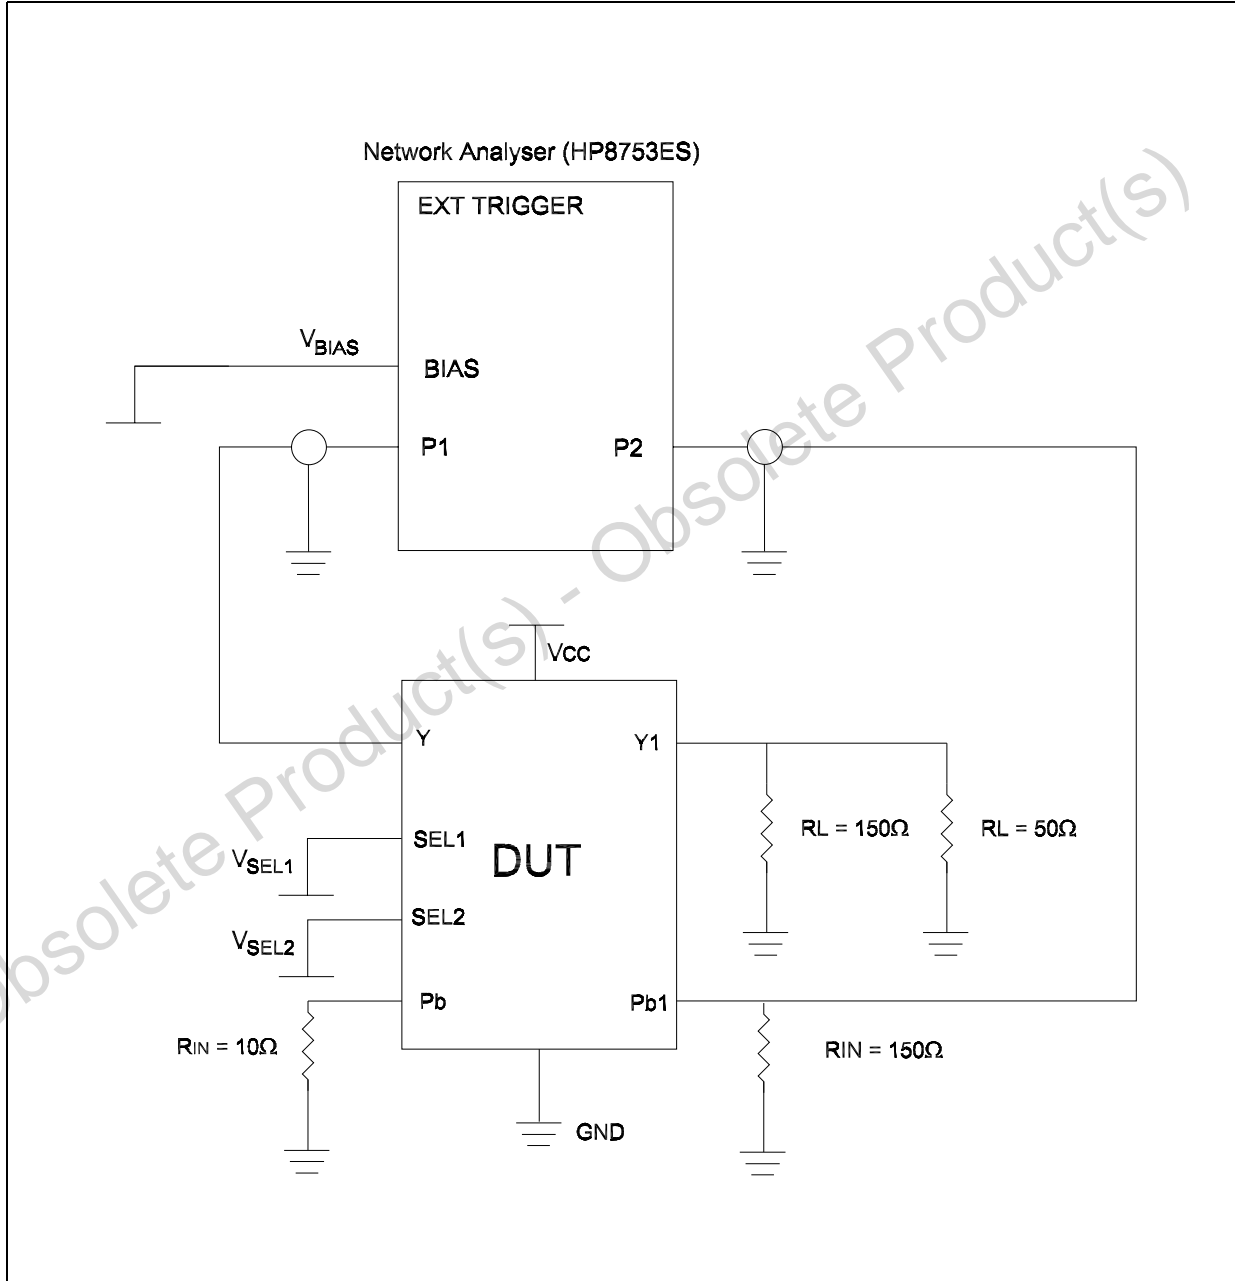 Network Analyser (HP8753ES)
EXT TRIGGER
VBIAS
BIAS
P1
P2
VCC
Y
Y1
RL = 150Ω
RL = 50Ω
SEL1
VSEL1
DUT
SEL2
VSEL2
Pb
Pb1
RIN = 10Ω
RIN = 150Ω
GND
bsolete Product(s) - Obsolete Product(s)